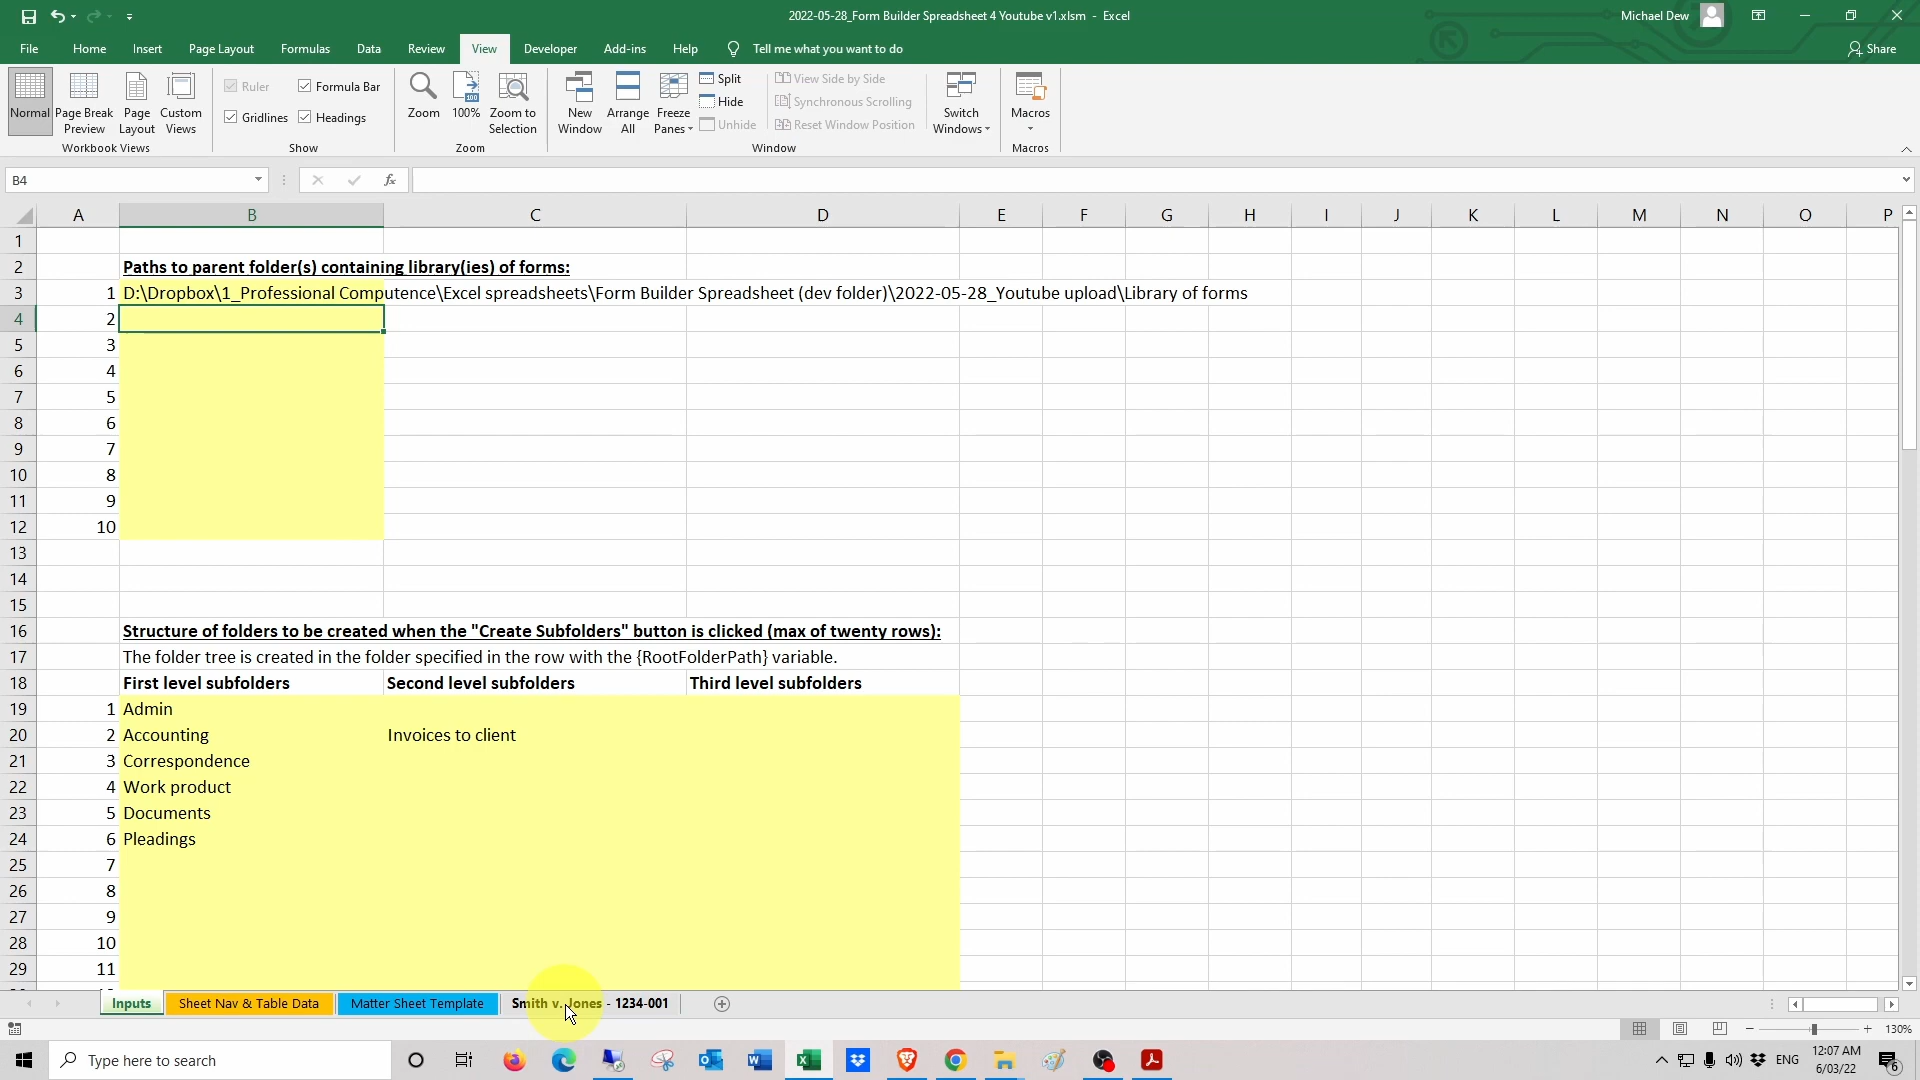 2022-05-28_Form Builder Spreadsheet 4 Youtube v1.xlsm - Excel
Michael Dew
File Home Insert Page Layout Formulas Data Review View Developer Add-ins Help Tell me what you want to do Share
Normal
Page Break Preview
Page Layout
Custom Views
Workbook Views
Ruler
Formula Bar
Gridlines
Headings
Show
Zoom
100%
Zoom to Selection
Zoom
New Window
Arrange All
Freeze Panes
Split
Hide
Unhide
View Side by Side
Synchronous Scrolling
Reset Window Position
Window
Switch Windows
Macros
Macros
B4
fx
A B C D E F G H I J K L M N O P
1
2 Paths to parent folder(s) containing library(ies) of forms:
3 1 D:\Dropbox\1_Professional Computence\Excel spreadsheets\Form Builder Spreadsheet (dev folder)\2022-05-28_Youtube upload\Library of forms
4 2
5 3
6 4
7 5
8 6
9 7
10 8
11 9
12 10
13
14
15
16 Structure of folders to be created when the "Create Subfolders" button is clicked (max of twenty rows):
17 The folder tree is created in the folder specified in the row with the {RootFolderPath} variable.
18 First level subfolders Second level subfolders Third level subfolders
19 1 Admin
20 2 Accounting Invoices to client
21 3 Correspondence
22 4 Work product
23 5 Documents
24 6 Pleadings
25 7
26 8
27 9
28 10
29 11
Inputs Sheet Nav & Table Data Matter Sheet Template Smith v. Jones - 1234-001
130%
Type here to search
ENG
12:07 AM
6/03/22
6